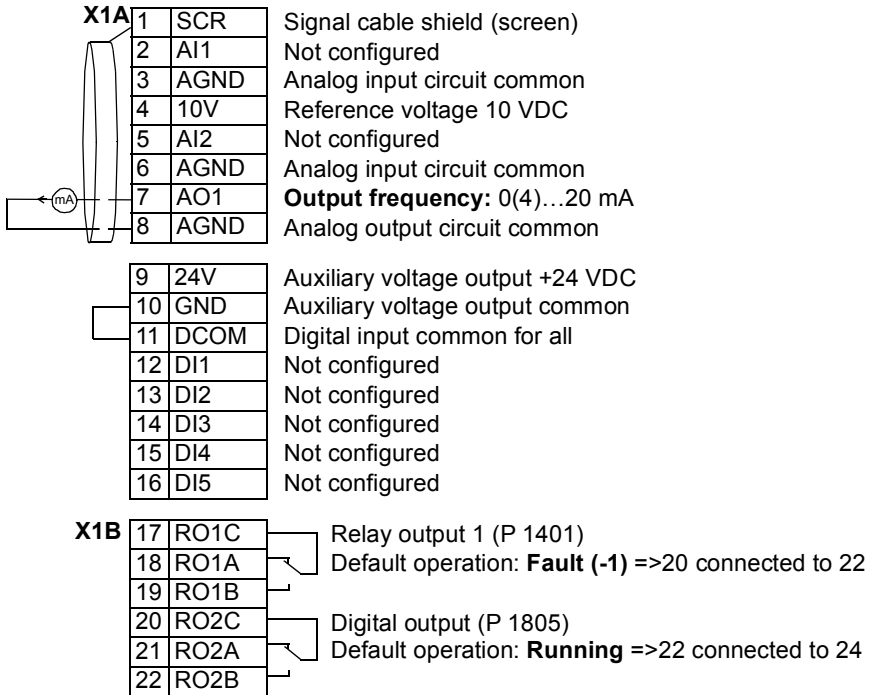 X1A 1 SCR Signal cable shield (screen)
2 AI1 Not configured
3 AGND Analog input circuit common
4 10V Reference voltage 10 VDC
5 AI2 Not configured
6 AGND Analog input circuit common
mA 7 AO1 Output frequency: 0(4)…20 mA
8 AGND Analog output circuit common
9 24V Auxiliary voltage output +24 VDC
10 GND Auxiliary voltage output common
11 DCOM Digital input common for all
12 DI1 Not configured
13 DI2 Not configured
14 DI3 Not configured
15 DI4 Not configured
16 DI5 Not configured
X1B 17 RO1C Relay output 1 (P 1401)
18 RO1A Default operation: Fault (-1) =>20 connected to 22
19 RO1B
20 RO2C Digital output (P 1805)
21 RO2A Default operation: Running =>22 connected to 24
22 RO2B